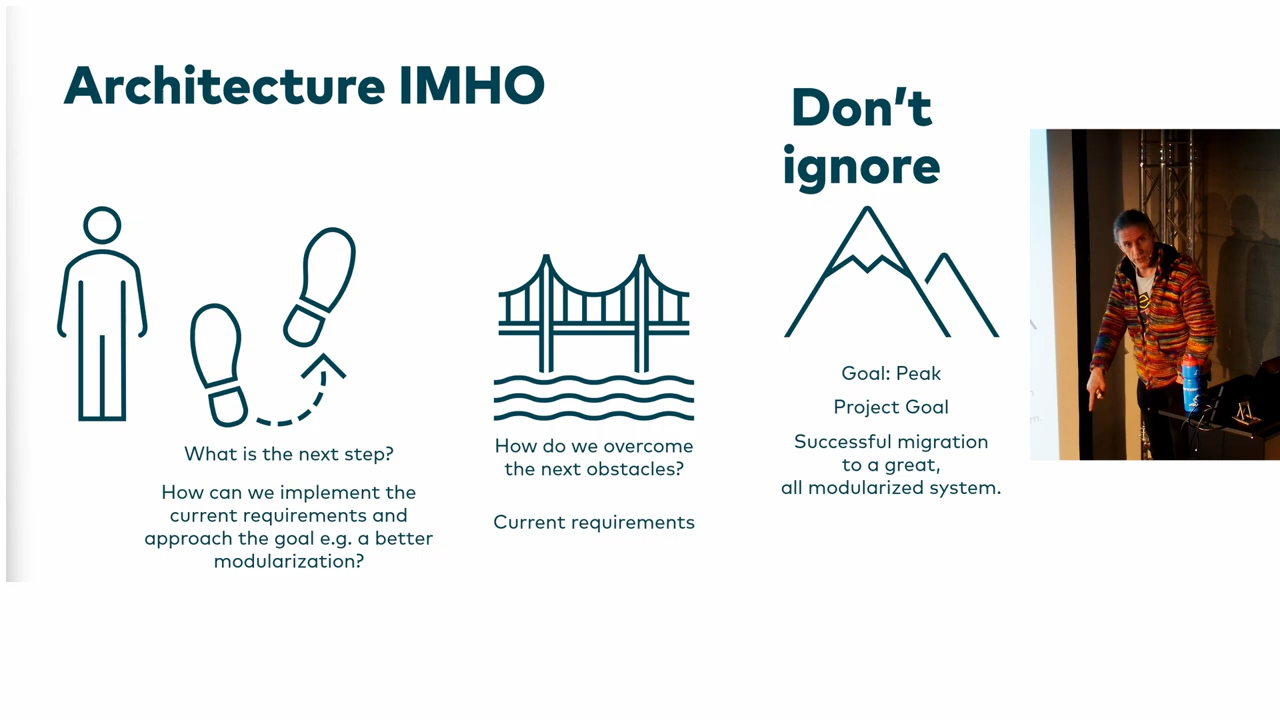 Architecture IMHO
Don’t
ignore
What is the next step?
How can we implement the
current requirements and
approach the goal e.g. a better
modularization?
How do we overcome
the next obstacles?
Current requirements
Goal: Peak
Project Goal
Successful migration
to a great,
all modularized system.